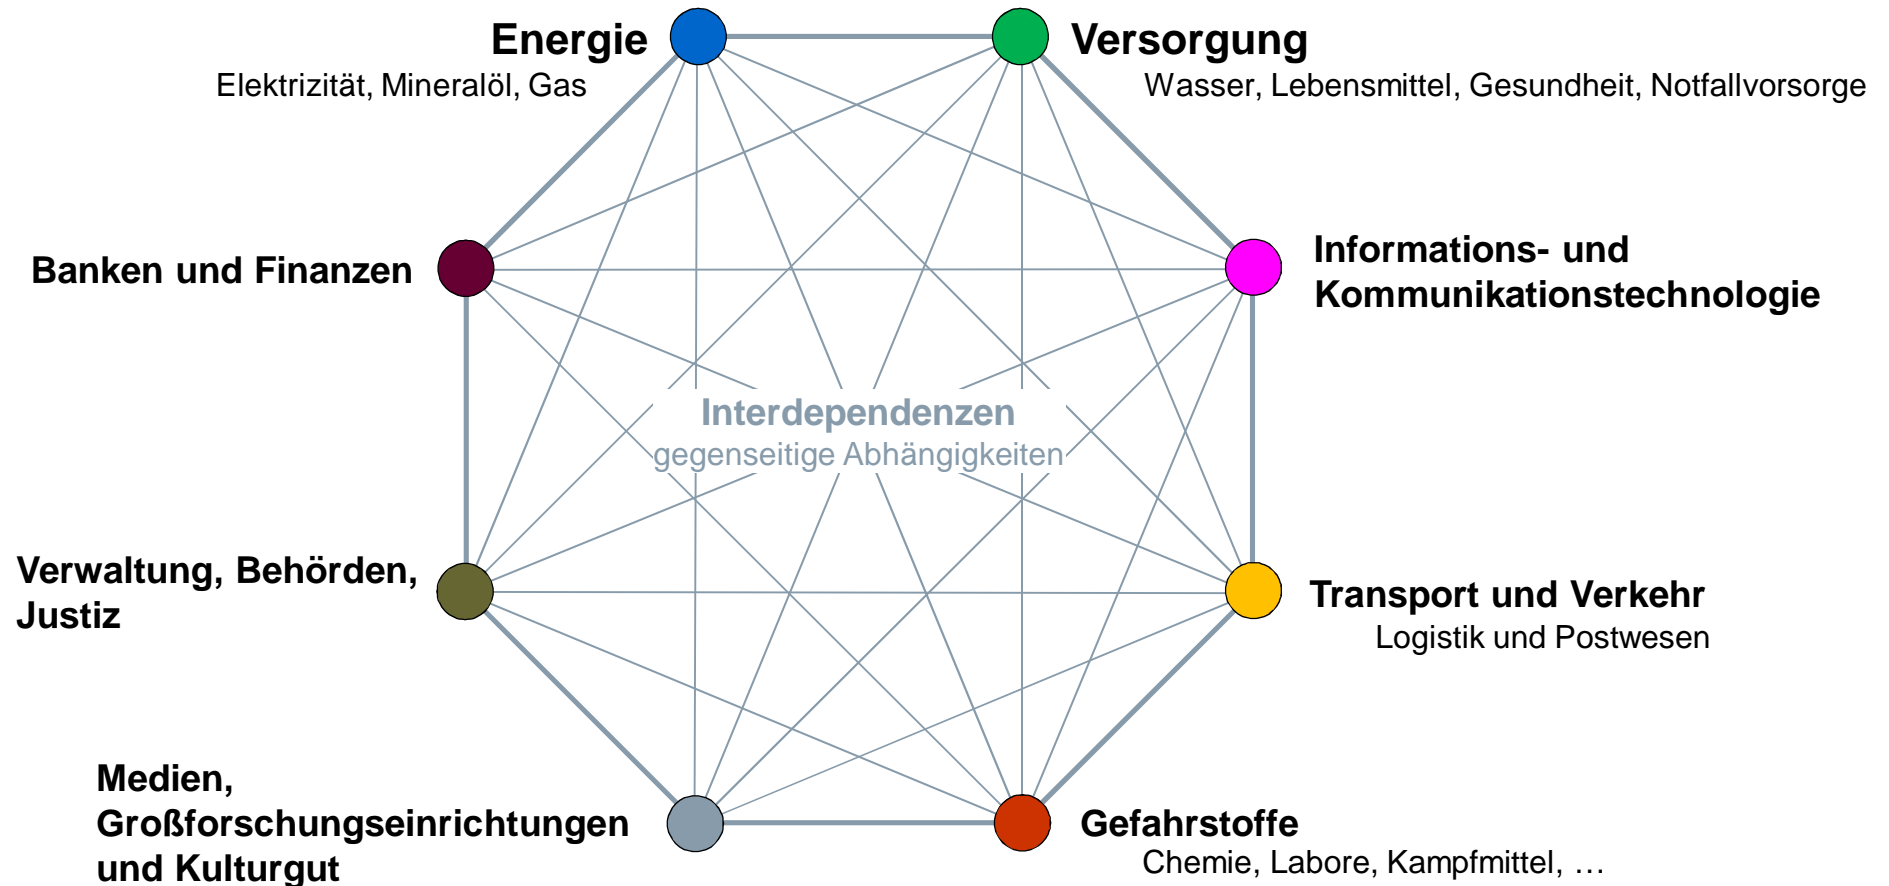 Energie
Elektrizität, Mineralöl, Gas
Versorgung
Wasser, Lebensmittel, Gesundheit, Notfallvorsorge
Banken und Finanzen
Informations- und
Kommunikationstechnologie
Interdependenzen
gegenseitige Abhängigkeiten
Verwaltung, Behörden,
Justiz
Transport und Verkehr
Logistik und Postwesen
Medien,
Großforschungseinrichtungen
und Kulturgut
Gefahrstoffe
Chemie, Labore, Kampfmittel, …